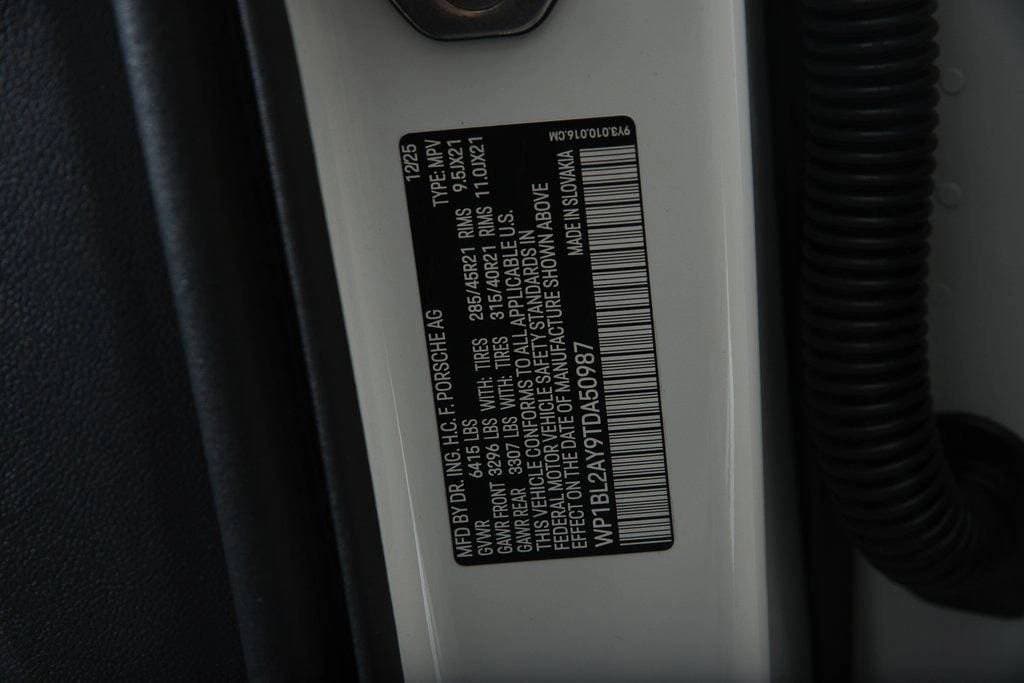 MFD BY DR. ING. H.C. F. PORSCHE AG 12/25
GVWR 6415 LBS TYPE: MPV
GAWR FRONT 3296 LBS WITH: TIRES 285/45R21 RIMS 9.5JX21
GAWR REAR 3307 LBS WITH: TIRES 315/40R21 RIMS 11.0JX21
THIS VEHICLE CONFORMS TO ALL APPLICABLE U.S.
FEDERAL MOTOR VEHICLE SAFETY STANDARDS IN
EFFECT ON THE DATE OF MANUFACTURE SHOWN ABOVE
WP1BL2AY9TDA50987 MADE IN SLOVAKIA
9Y3.010.016.CM